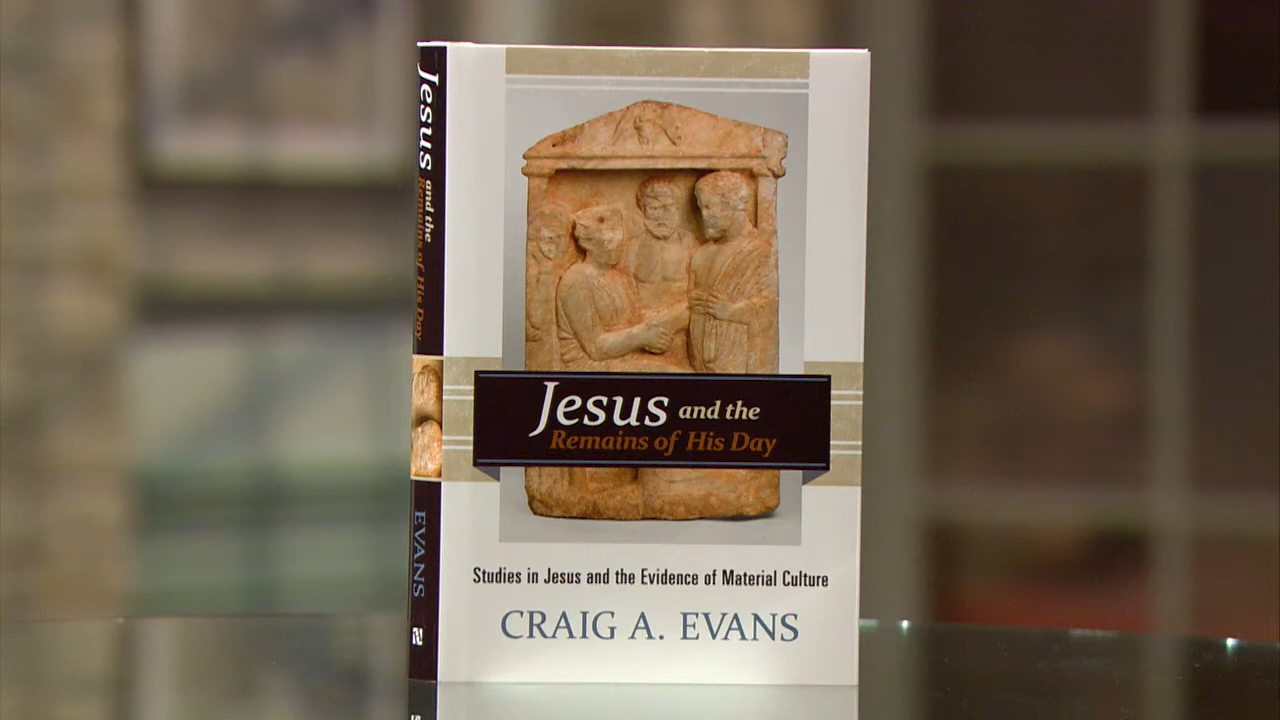 Jesus and the
Remains of His Day
EVANS
Jesus and the
Remains of His Day
Studies in Jesus and the Evidence of Material Culture
CRAIG A. EVANS